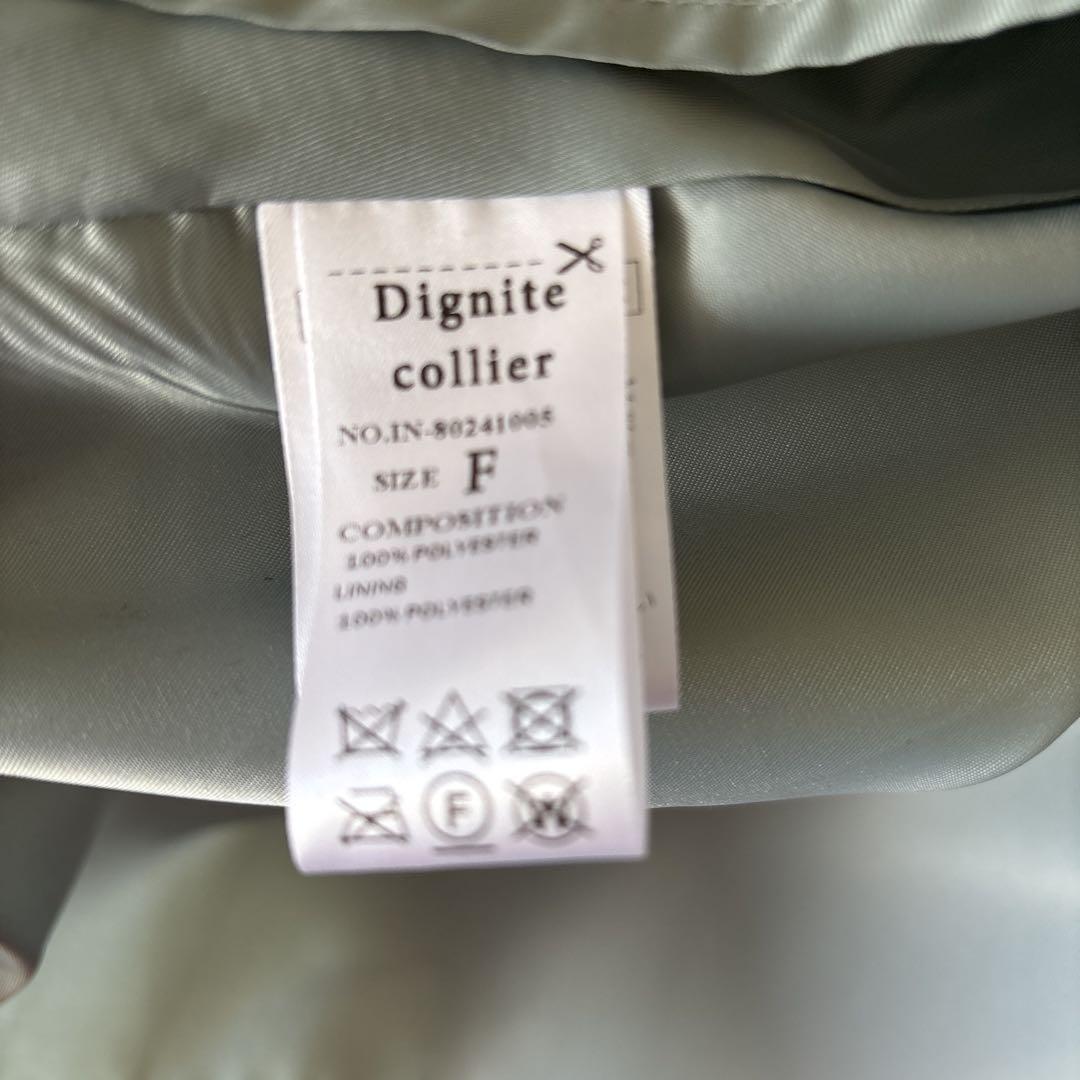 Dignite
collier
NO.IN-80241005
SIZE F
COMPOSITION
100% POLYESTER
LINING
100% POLYESTER
F
W